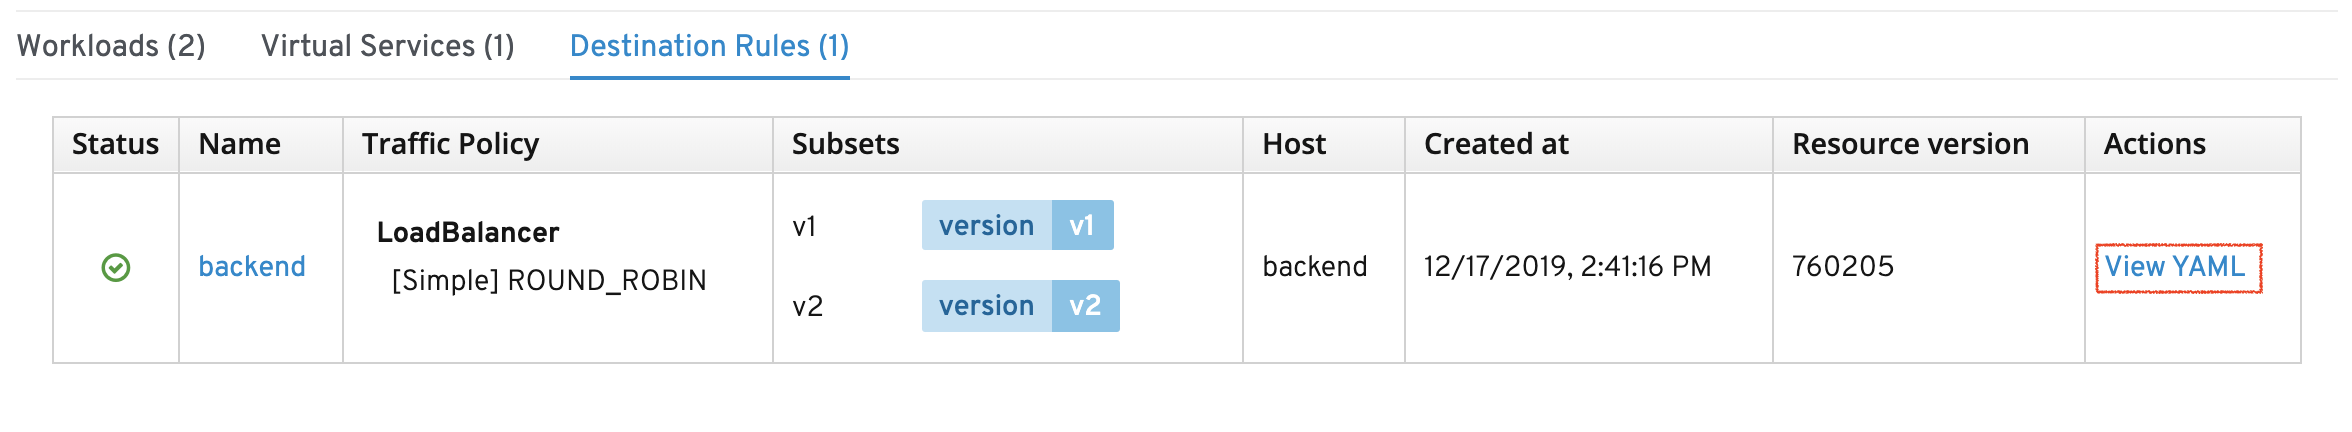 Workloads (2) Virtual Services (1) Destination Rules (1)
Status Name Traffic Policy Subsets Host Created at Resource version Actions
backend
LoadBalancer
[Simple] ROUND_ROBIN
v1 version v1
v2 version v2
backend
12/17/2019, 2:41:16 PM
760205
View YAML